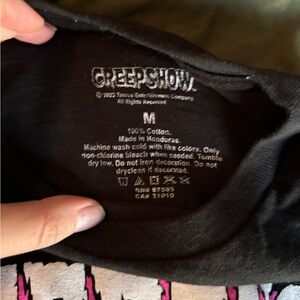 CREEPSHOW.
© 2022 Taurus Entertainment Company.
All Rights Reserved.
M
100% Cotton.
Made in Honduras.
Machine wash cold with like colors. Only
non-chlorine bleach when needed. Tumble
dry low. Do not iron decoration. Do not
dryclean if decorated.
RN# 87585
CA# 31010